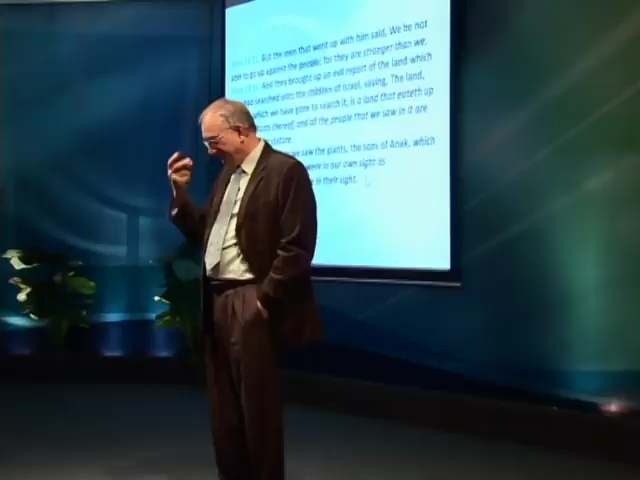 But the men that went up with him said, We be not
able to go up against the people; for they are stronger than we.
And they brought up an evil report of the land which
had searched unto the children of Israel, saying, The land,
which we have gone to search it, is a land that eateth up
thereof; and all the people that we saw in it are
stature.
we saw the giants, the sons of Anak, which
were in our own sight as
in their sight.